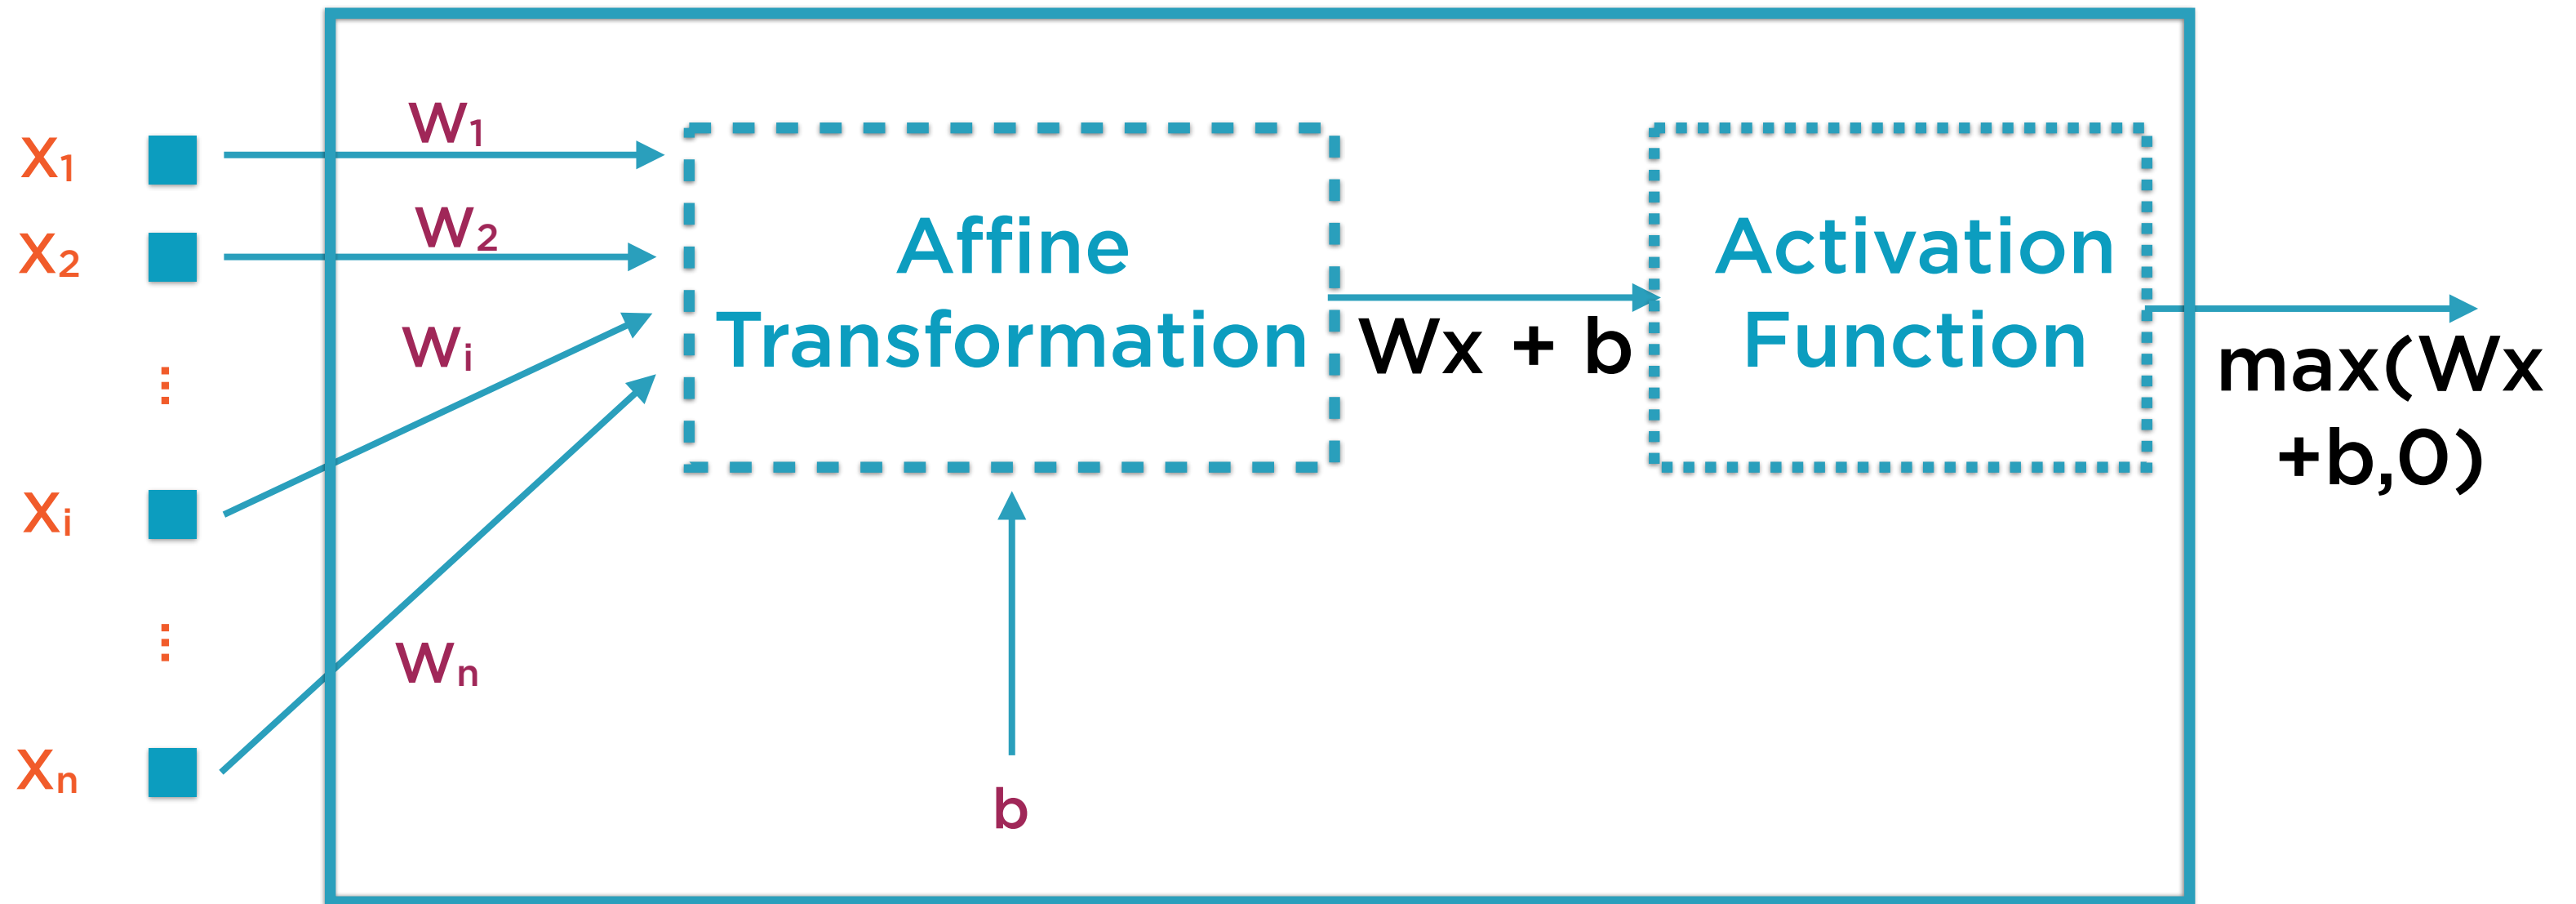 X1
W1
X2
W2
Wi
⋮
Xi
⋮
Wn
Xn
Affine
Transformation
b
Wx + b
Activation
Function
max(Wx
+b,0)